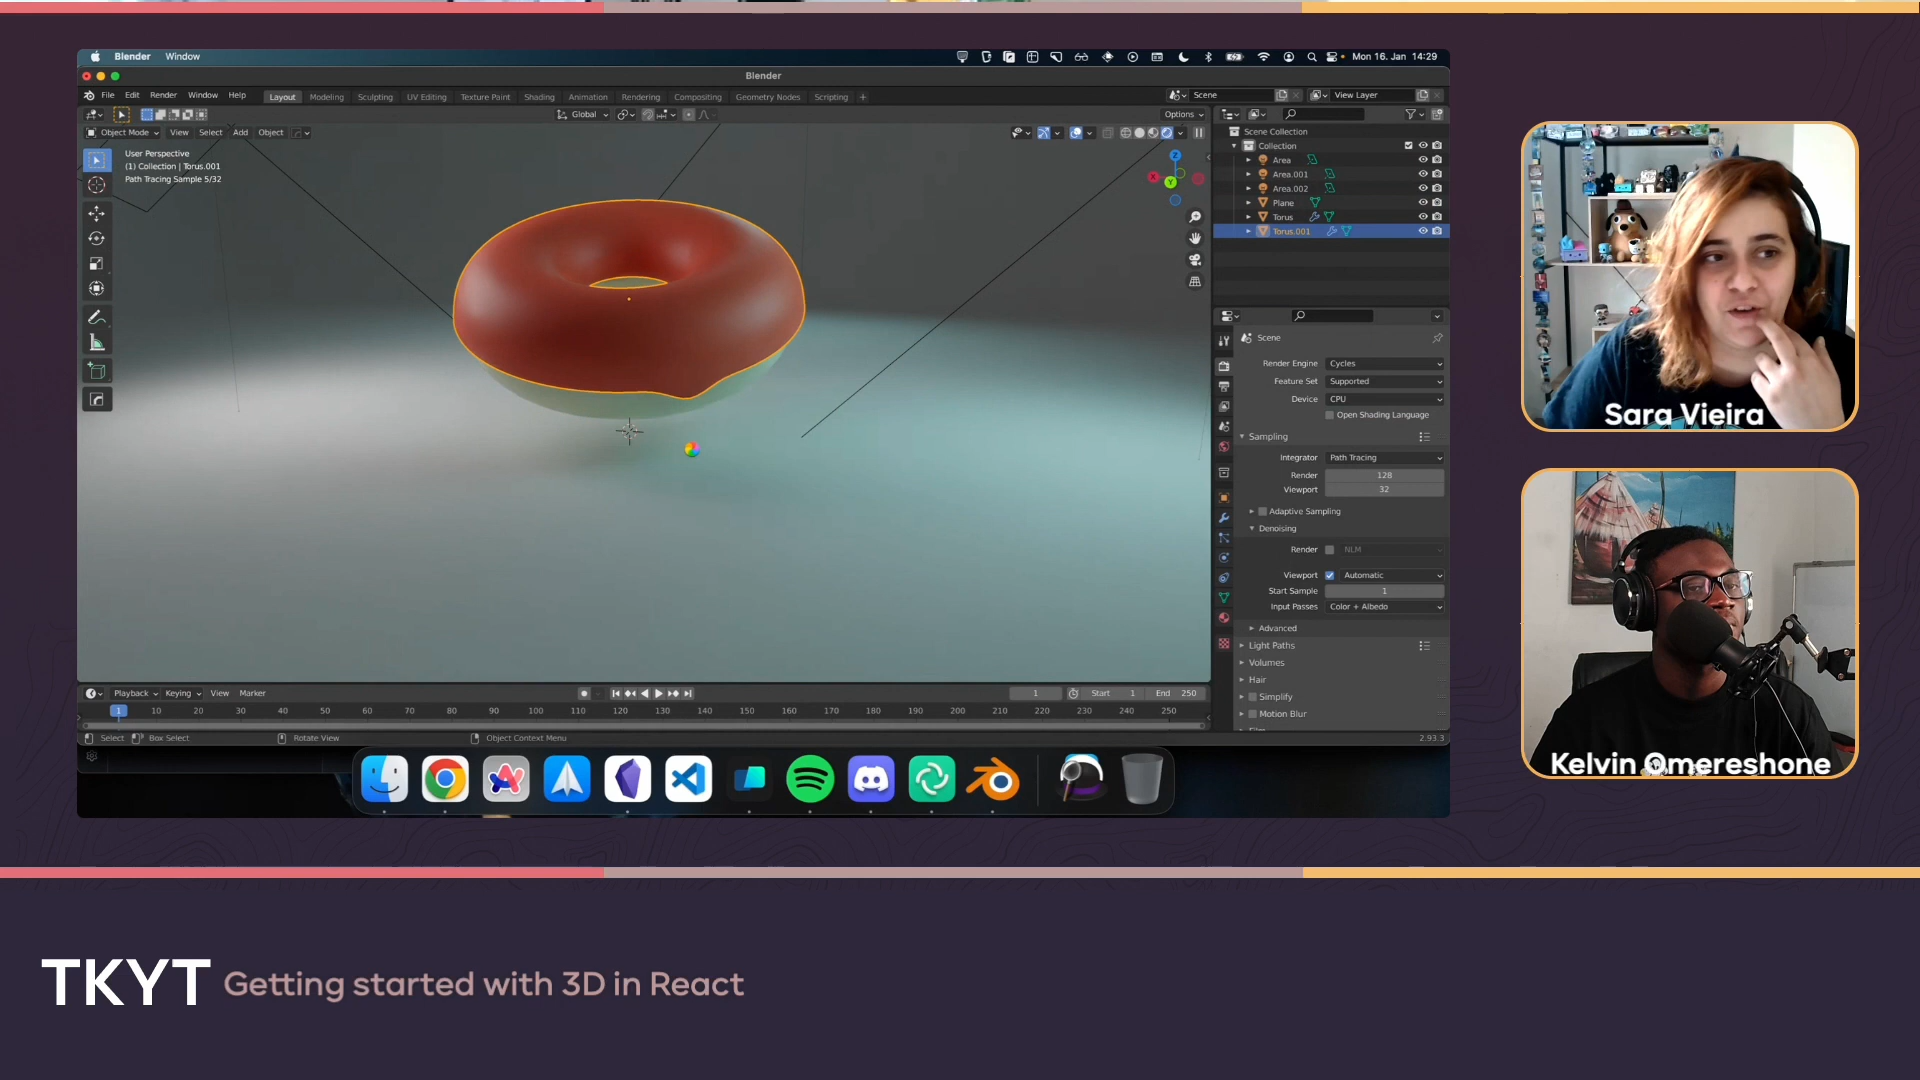 Blender Window
Mon 16. Jan 14:29
Blender
File Edit Render Window Help
Layout Modeling Sculpting UV Editing Texture Paint Shading Animation Rendering Compositing Geometry Nodes Scripting +
Scene
View Layer
Global
Options
Object Mode View Select Add Object
User Perspective
(1) Collection | Torus.001
Path Tracing Sample 5/32
Z
X
Y
Scene Collection
Collection
Area
Area.001
Area.002
Plane
Torus
Torus.001
Scene
Render Engine Cycles
Feature Set Supported
Device CPU
Open Shading Language
Sampling
Integrator Path Tracing
Render 128
Viewport 32
Adaptive Sampling
Denoising
Render NLM
Viewport Automatic
Start Sample 1
Input Passes Color + Albedo
Advanced
Light Paths
Volumes
Hair
Simplify
Motion Blur
Playback Keying View Marker
1 Start 1 End 250
1 10 20 30 40 50 60 70 80 90 100 110 120 130 140 150 160 170 180 190 200 210 220 230 240 250
Select Box Select Rotate View Object Context Menu
2.93.3
Sara Vieira
Kelvin Omereshone
TKYT Getting started with 3D in React